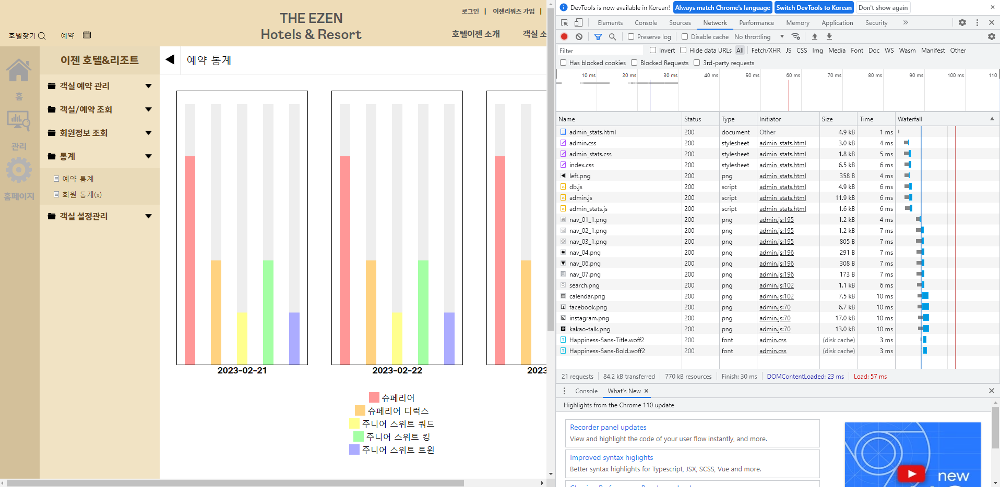 로그인 | 이젠리워즈 가입 |
THE EZEN
Hotels & Resort
호텔찾기
예약
호텔이젠 소개
객실 소
홈
관리
홈페이지
이젠 호텔&리조트
객실 예약 관리
객실/예약 조회
회원정보 조회
통계
예약 통계
회원 통계(x)
객실 설정관리
예약 통계
2023-02-21
2023-02-22
2023
슈페리어
슈페리어 디럭스
주니어 스위트 쿼드
주니어 스위트 킹
주니어 스위트 트윈
DevTools is now available in Korean! Always match Chrome's language Switch DevTools to Korean Don't show again
Elements Console Sources Network Performance Memory Application Security
Preserve log Disable cache No throttling
Filter Invert Hide data URLs All Fetch/XHR JS CSS Img Media Font Doc WS Wasm Manifest Other
Has blocked cookies Blocked Requests 3rd-party requests
10 ms 20 ms 30 ms 40 ms 50 ms 60 ms 70 ms 80 ms 90 ms 100 ms 110
Name Status Type Initiator Size Time Waterfall
admin_stats.html 200 document Other 4.9 kB 1 ms
admin.css 200 stylesheet admin_stats.html 3.0 kB 4 ms
admin_stats.css 200 stylesheet admin_stats.html 1.8 kB 5 ms
index.css 200 stylesheet admin_stats.html 6.5 kB 6 ms
left.png 200 png admin_stats.html 358 B 4 ms
db.js 200 script admin_stats.html 4.9 kB 6 ms
admin.js 200 script admin_stats.html 11.9 kB 6 ms
admin_stats.js 200 script admin_stats.html 1.6 kB 6 ms
nav_01_1.png 200 png admin.js:195 1.2 kB 4 ms
nav_02_1.png 200 png admin.js:195 1.2 kB 7 ms
nav_03_1.png 200 png admin.js:195 805 B 7 ms
nav_04.png 200 png admin.js:196 291 B 7 ms
nav_06.png 200 png admin.js:196 308 B 7 ms
nav_07.png 200 png admin.js:196 173 B 7 ms
search.png 200 png admin.js:102 1.1 kB 6 ms
calendar.png 200 png admin.js:102 7.5 kB 10 ms
facebook.png 200 png admin.js:70 6.7 kB 10 ms
instagram.png 200 png admin.js:70 17.0 kB 10 ms
kakao-talk.png 200 png admin.js:70 13.0 kB 10 ms
Happiness-Sans-Title.woff2 200 font admin.css (disk cache) 3 ms
Happiness-Sans-Bold.woff2 200 font admin.css (disk cache) 3 ms
21 requests 84.2 kB transferred 770 kB resources Finish: 30 ms DOMContentLoaded: 23 ms Load: 57 ms
Console What's New
Highlights from the Chrome 110 update
Recorder panel updates
View and highlight the code of your user flow instantly, and more.
Improved syntax higlights
Better syntax highlights for Typescript, JSX, SCSS, Vue and more.
new